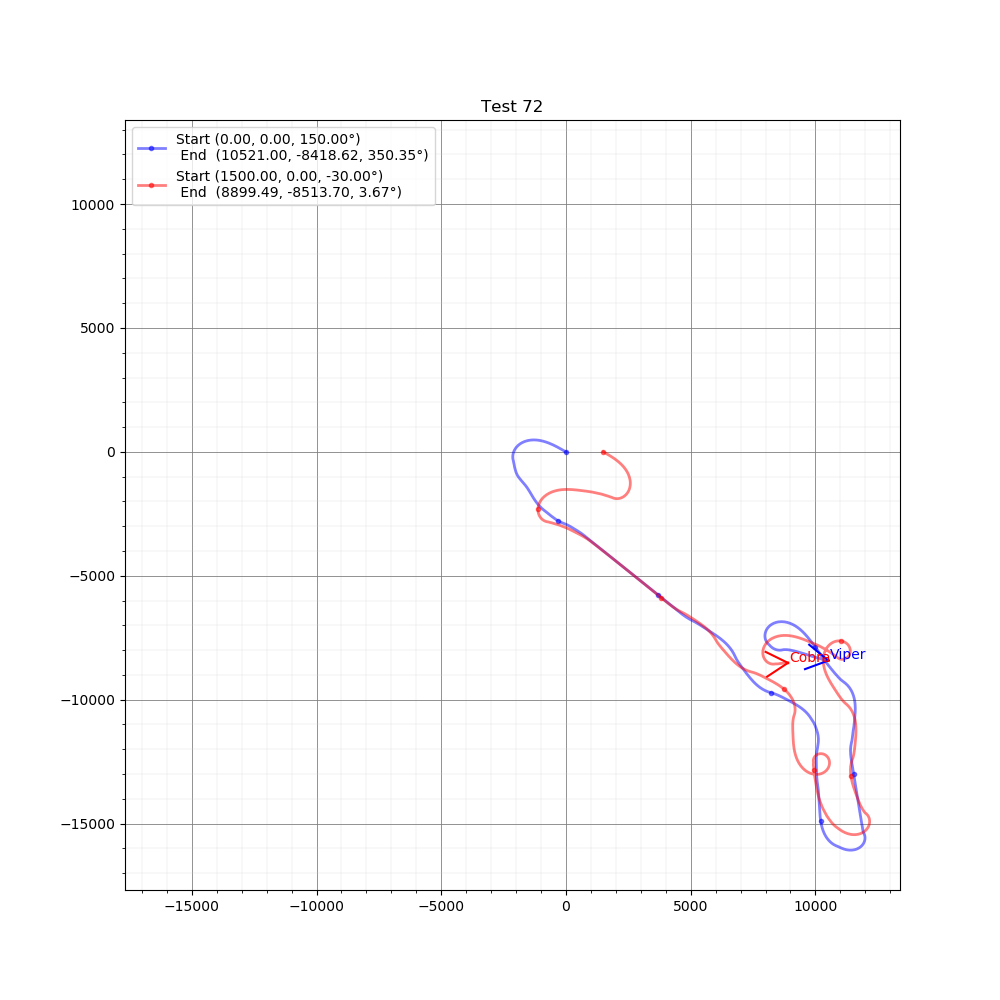 Test 72
Start (0.00, 0.00, 150.00°)
End (10521.00, -8418.62, 350.35°)
Start (1500.00, 0.00, -30.00°)
End (8899.49, -8513.70, 3.67°)
10000
5000
0
−5000
−10000
−15000
Cobra
Viper
−15000
−10000
−5000
0
5000
10000